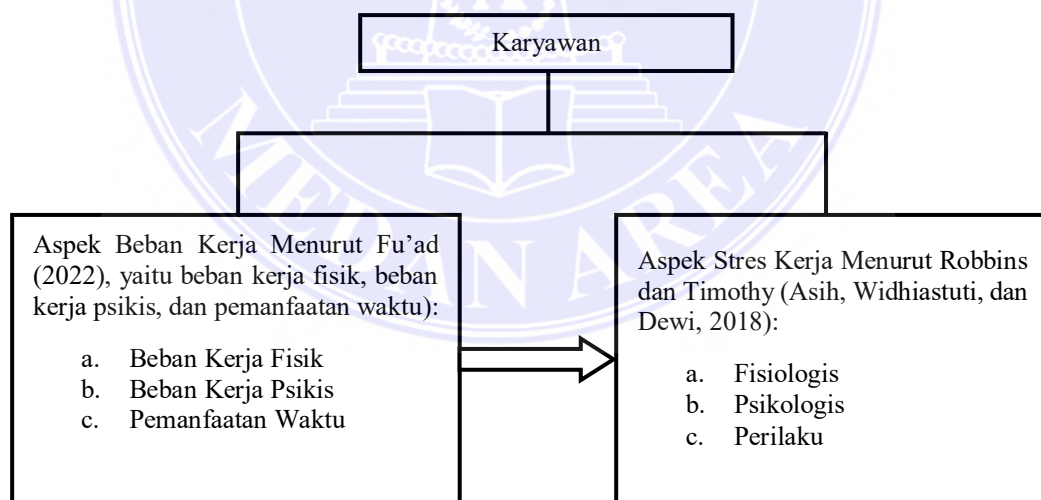 Karyawan
Aspek Beban Kerja Menurut Fu’ad
(2022), yaitu beban kerja fisik, beban
kerja psikis, dan pemanfaatan waktu):
a. Beban Kerja Fisik
b. Beban Kerja Psikis
c. Pemanfaatan Waktu
Aspek Stres Kerja Menurut Robbins
dan Timothy (Asih, Widhiastuti, dan
Dewi, 2018):
a. Fisiologis
b. Psikologis
c. Perilaku
MEDAN AREA